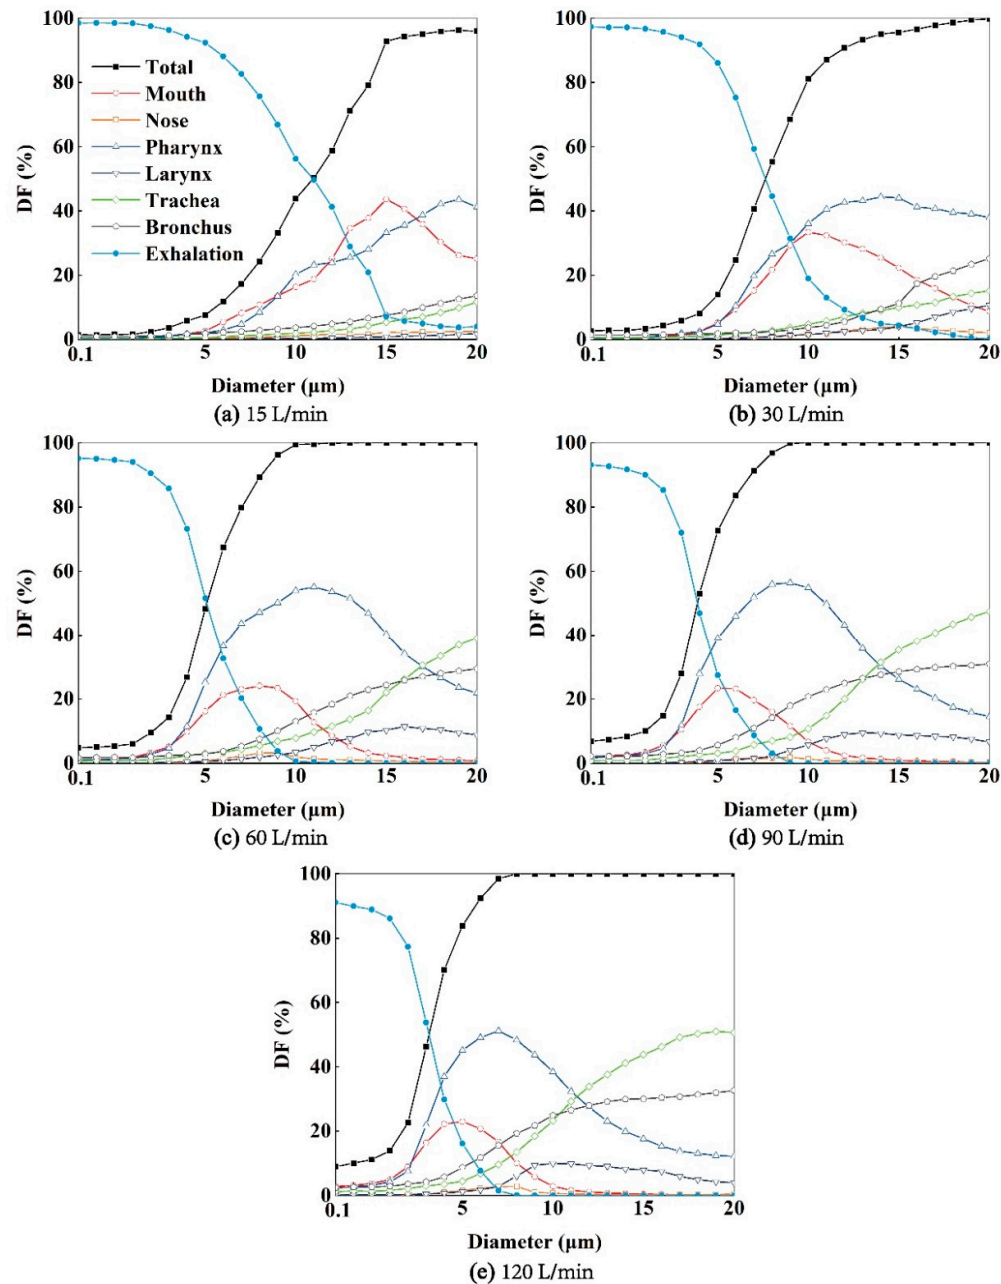 100
80
60
40
20
0
DF (%)
Total
Mouth
Nose
Pharynx
Larynx
Trachea
Bronchus
Exhalation
0.1 5 10 15 20
Diameter (μm)
(a) 15 L/min
100
80
60
40
20
0
DF (%)
0.1 5 10 15 20
Diameter (μm)
(b) 30 L/min
100
80
60
40
20
0
DF (%)
0.1 5 10 15 20
Diameter (μm)
(c) 60 L/min
100
80
60
40
20
0
DF (%)
0.1 5 10 15 20
Diameter (μm)
(d) 90 L/min
100
80
60
40
20
0
DF (%)
0.1 5 10 15 20
Diameter (μm)
(e) 120 L/min